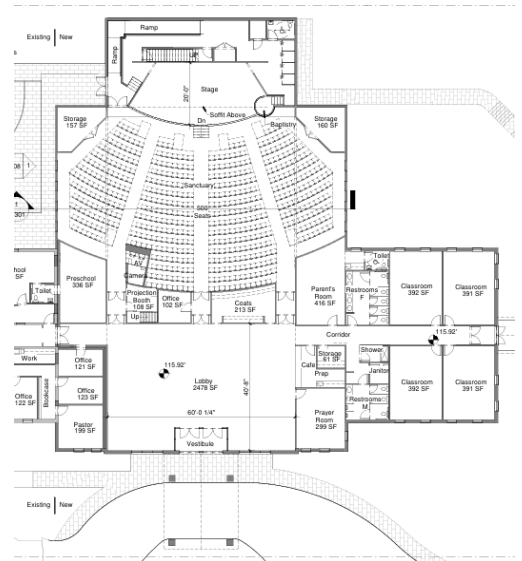 Ramp
Existing | New
Ramp
UP
20'-0"
Stage
Soffit Above
Storage
157 SF
Dn
Baptistry
Storage
160 SF
Sanctuary
500
Seats
301
AV
Camera
Preschool
336 SF
Projection
Booth
108 SF
Up
Office
102 SF
Coats
213 SF
Parent's
Room
416 SF
Toilet
Restrooms
F
Classroom
392 SF
Classroom
391 SF
SF
Toilet
115.92'
Corridor
115.92'
Work
Office
121 SF
Office
123 SF
Office
122 SF
Bookcase
Pastor
199 SF
Lobby
2478 SF
40'-8"
60'-0 1/4"
Cafe
Storage
61 SF
Prep
Shower
Janitor
Restrooms
M
Prayer
Room
299 SF
Classroom
392 SF
Classroom
391 SF
Vestibule
Existing | New